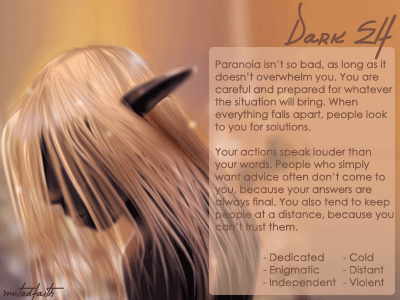 Dark Elf
Paranoia isn't so bad, as long as it
doesn't overwhelm you. You are
careful and prepared for whatever
the situation will bring. When
everything falls apart, people look
to you for solutions.
Your actions speak louder than
your words. People who simply
want advice often don't come to
you, because your answers are
always final. You also tend to keep
people at a distance, because you
can't trust them.
- Dedicated - Cold
- Enigmatic - Distant
- Independent - Violent
mutedfaith